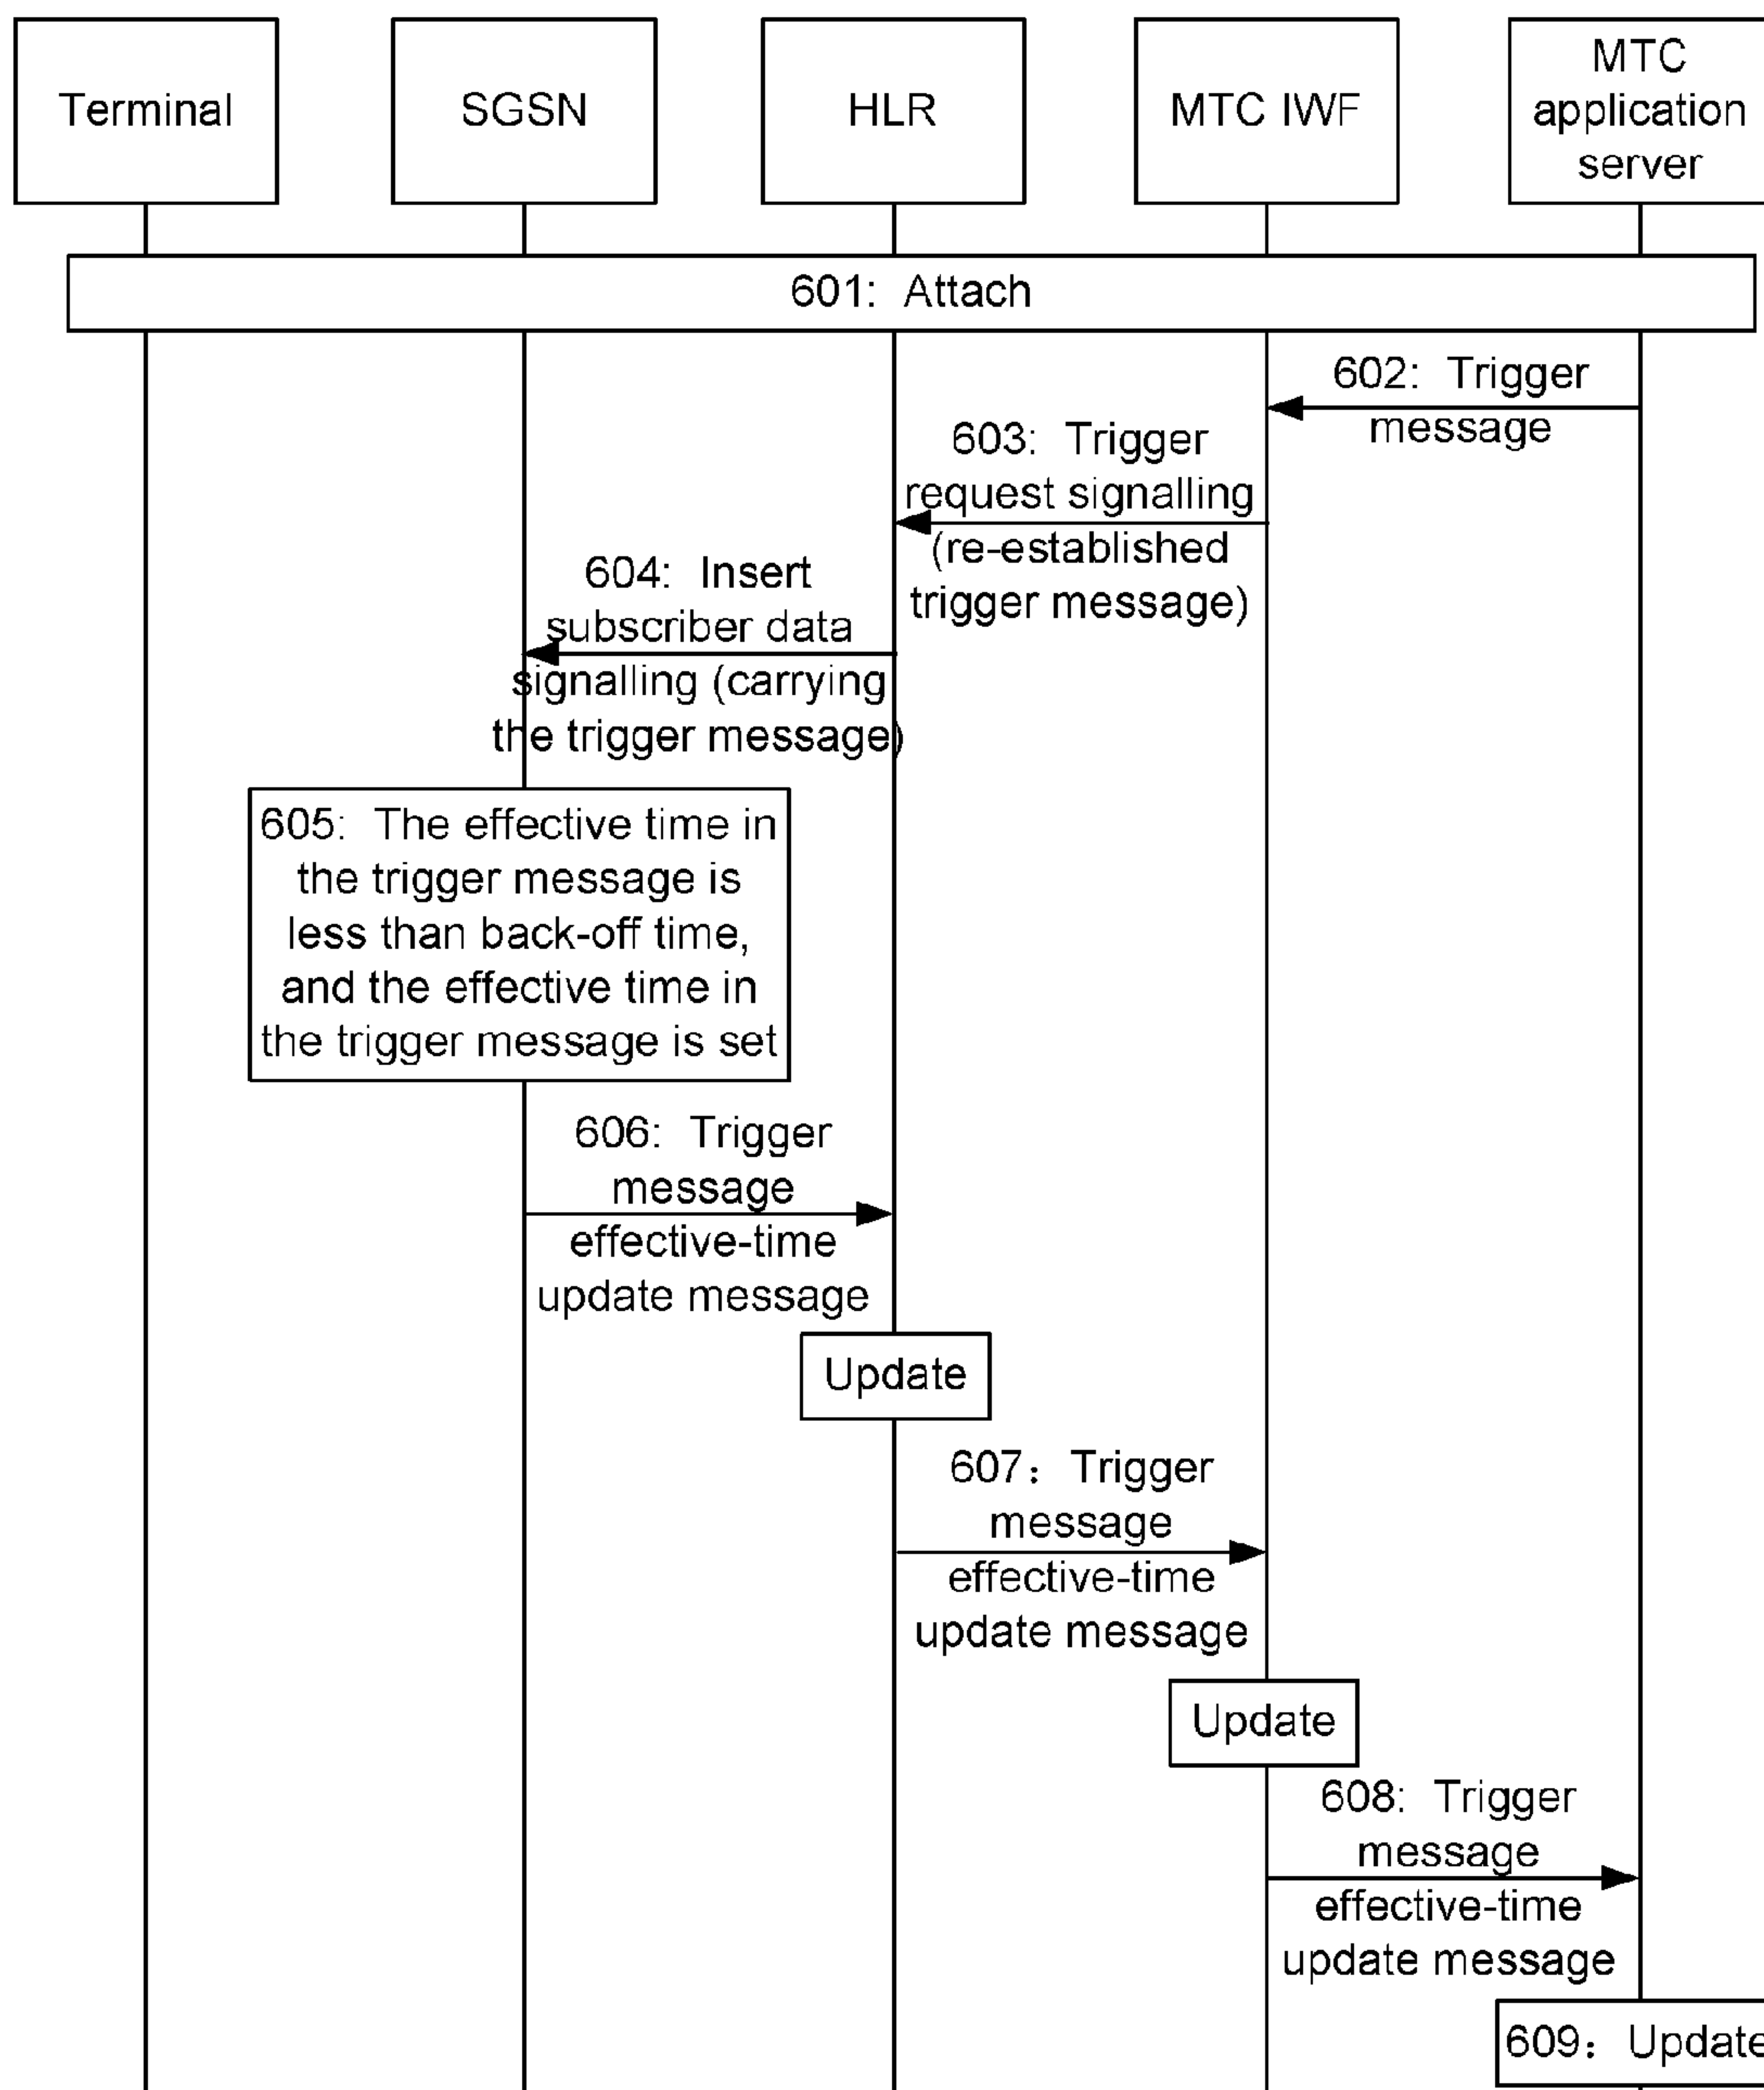 Terminal
SGSN
HLR
MTC IWF
MTC
application
server
601: Attach
602: Trigger
message
603: Trigger
request signalling
(re-established
trigger message)
604: Insert
subscriber data
signalling (carrying
the trigger message)
605: The effective time in
the trigger message is
less than back-off time,
and the effective time in
the trigger message is set
606: Trigger
message
effective-time
update message
Update
607: Trigger
message
effective-time
update message
Update
608: Trigger
message
effective-time
update message
609: Update